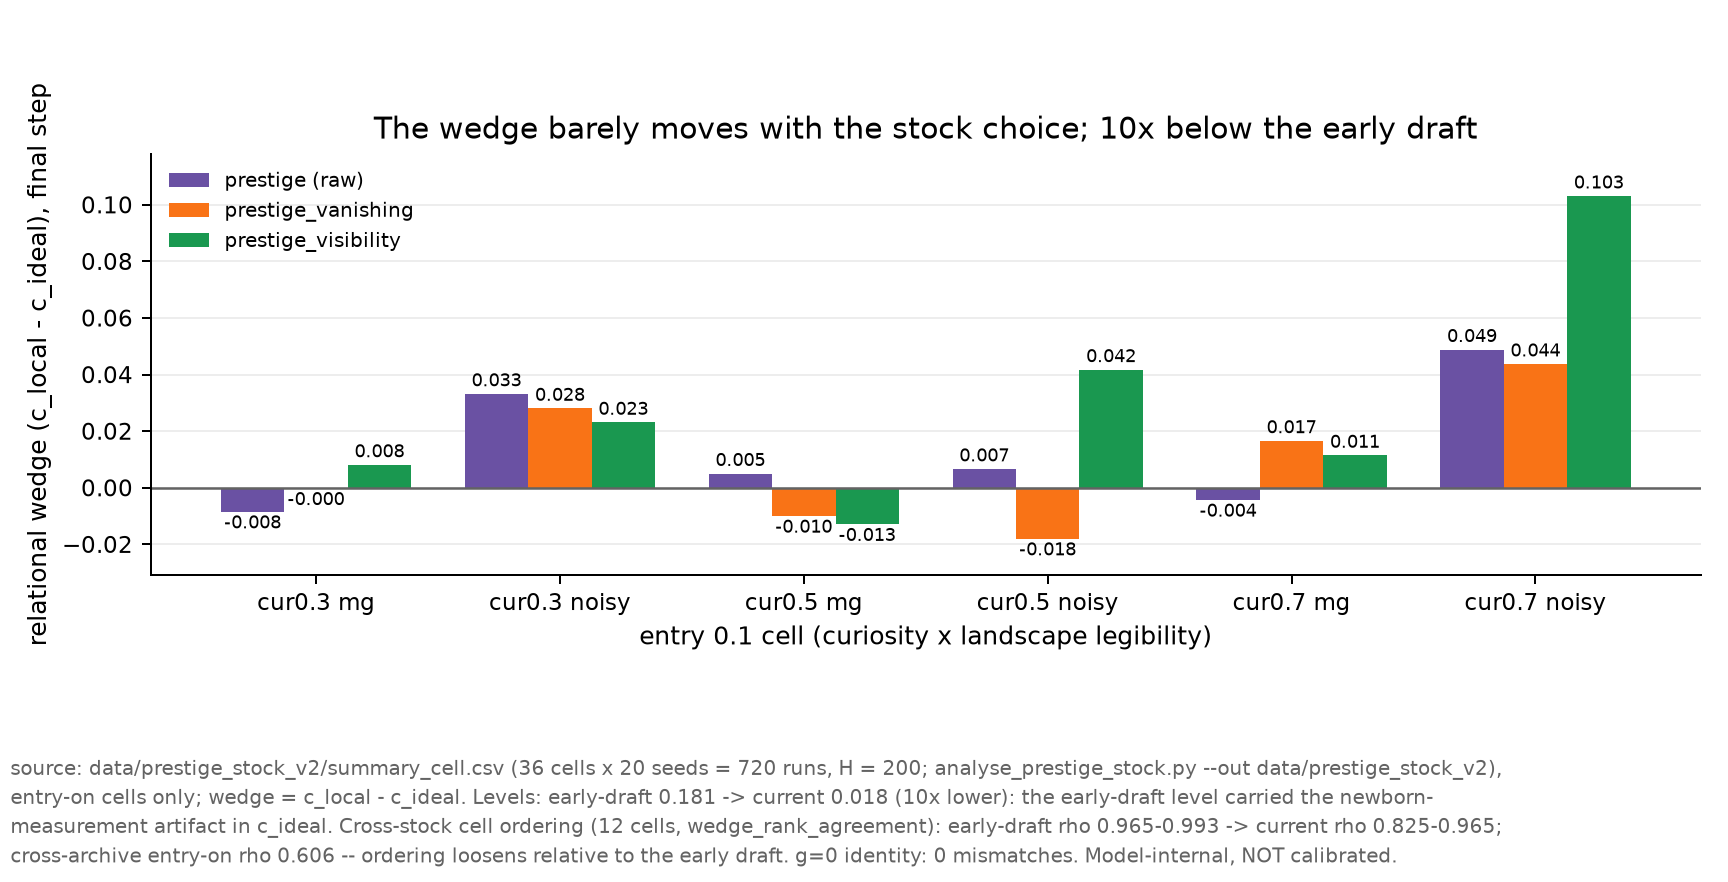 The wedge barely moves with the stock choice; 10x below the early draft
relational wedge (c_local - c_ideal), final step
prestige (raw)
prestige_vanishing
prestige_visibility
0.10
0.08
0.06
0.04
0.02
0.00
−0.02
-0.008
-0.000
0.008
0.033
0.028
0.023
0.005
-0.010
-0.013
0.007
-0.018
0.042
-0.004
0.017
0.011
0.049
0.044
0.103
cur0.3 mg
cur0.3 noisy
cur0.5 mg
cur0.5 noisy
cur0.7 mg
cur0.7 noisy
entry 0.1 cell (curiosity x landscape legibility)
source: data/prestige_stock_v2/summary_cell.csv (36 cells x 20 seeds = 720 runs, H = 200; analyse_prestige_stock.py --out data/prestige_stock_v2),
entry-on cells only; wedge = c_local - c_ideal. Levels: early-draft 0.181 -> current 0.018 (10x lower): the early-draft level carried the newborn-
measurement artifact in c_ideal. Cross-stock cell ordering (12 cells, wedge_rank_agreement): early-draft rho 0.965-0.993 -> current rho 0.825-0.965;
cross-archive entry-on rho 0.606 -- ordering loosens relative to the early draft. g=0 identity: 0 mismatches. Model-internal, NOT calibrated.